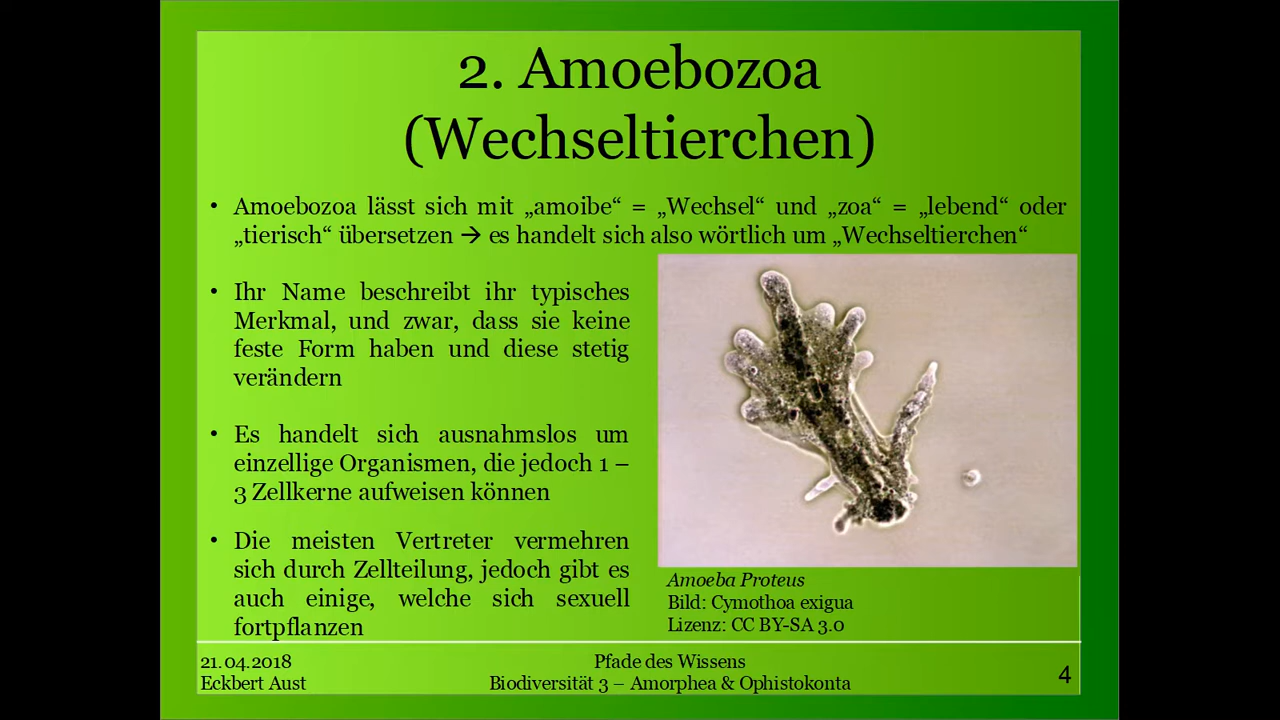 2. Amoebozoa
(Wechseltierchen)
• Amoebozoa lässt sich mit „amoibe“ = „Wechsel“ und „zoa“ = „lebend“ oder
„tierisch“ übersetzen → es handelt sich also wörtlich um „Wechseltierchen“
• Ihr Name beschreibt ihr typisches
Merkmal, und zwar, dass sie keine
feste Form haben und diese stetig
verändern
• Es handelt sich ausnahmslos um
einzellige Organismen, die jedoch 1 –
3 Zellkerne aufweisen können
• Die meisten Vertreter vermehren
sich durch Zellteilung, jedoch gibt es
auch einige, welche sich sexuell
fortpflanzen
Amoeba Proteus
Bild: Cymothoa exigua
Lizenz: CC BY-SA 3.0
21.04.2018
Eckbert Aust
Pfade des Wissens
Biodiversität 3 – Amorphea & Ophistokonta
4